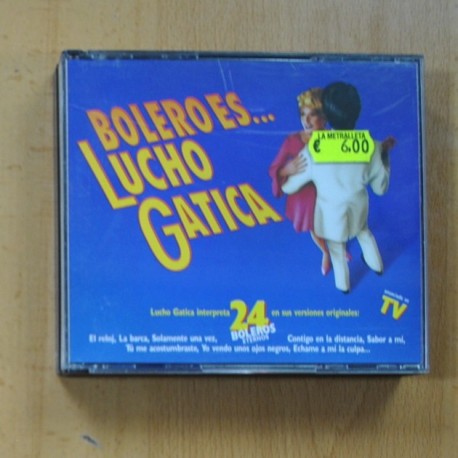 BOLERO ES...
LUCHO
GATICA
LA METRALLETA
€ 6.00
Lucho Gatica interpreta 24 BOLEROS ETERNOS en sus versiones originales:
El reloj, La barca, Solamente una vez, Contigo en la distancia, Sabor a mí,
Tú me acostumbraste, Yo vendo unos ojos negros, Echame a mí la culpa...
TV